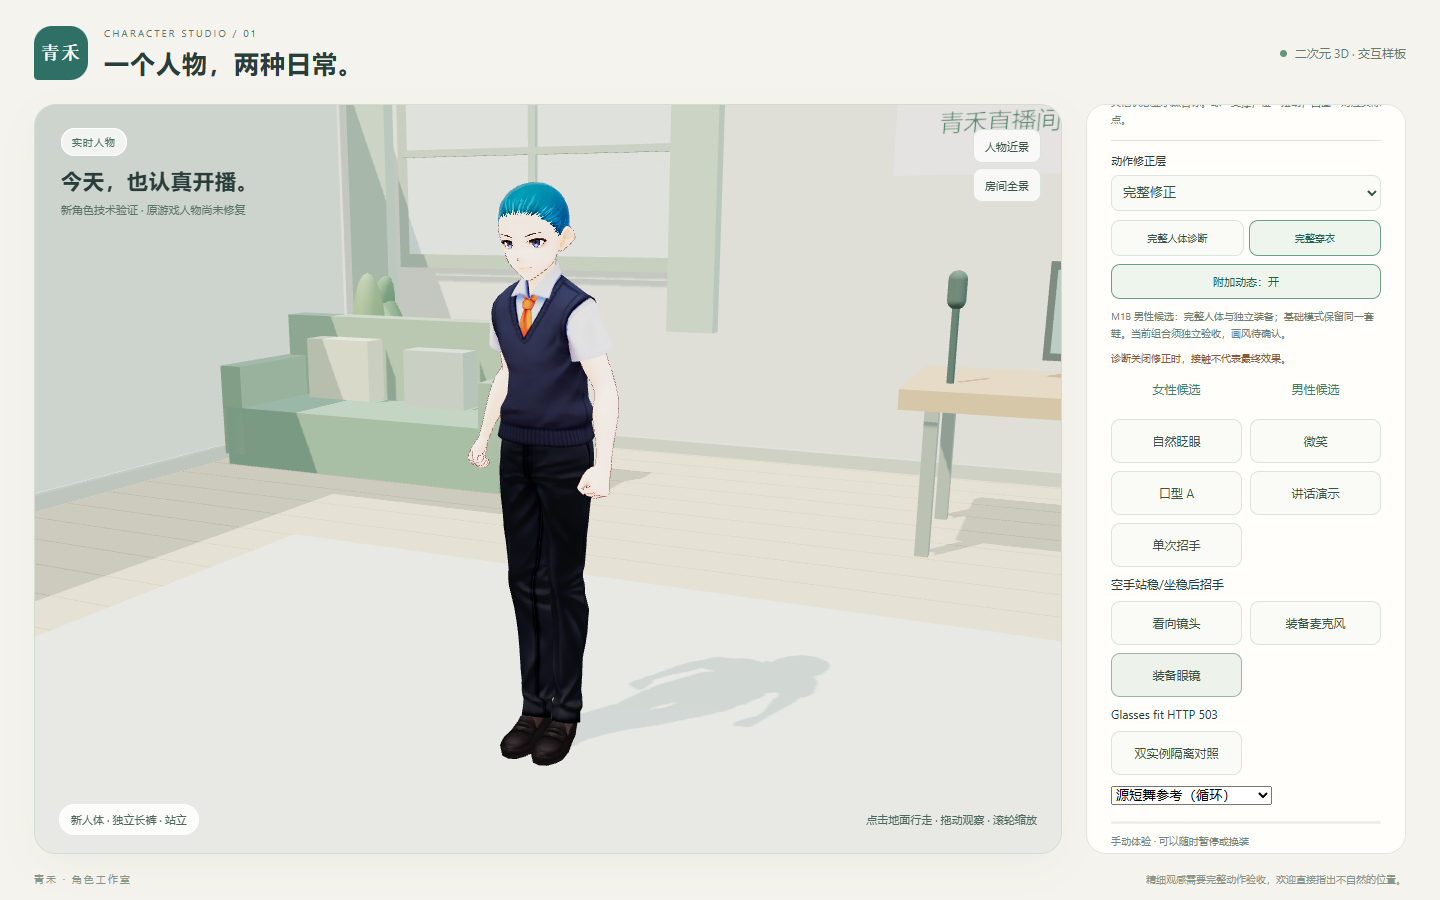 青禾
CHARACTER STUDIO / 01
一个人物，两种日常。
二次元 3D · 交互样板
实时人物
今天，也认真开播。
新角色技术验证 · 原游戏人物尚未修复
青禾直播间
人物近景
房间全景
新人体 · 独立长裤 · 站立
点击地面行走 · 拖动观察 · 滚轮缩放
点。
动作修正层
完整修正
完整人体诊断
完整穿衣
附加动态：开
M1B 男性候选：完整人体与独立装备；基础模式保留同一套
鞋。当前组合须独立验收，画风待确认。
诊断关闭修正时，接触不代表最终效果。
女性候选
男性候选
自然眨眼
微笑
口型 A
讲话演示
单次招手
空手站稳/坐稳后招手
看向镜头
装备麦克风
装备眼镜
Glasses fit HTTP 503
双实例隔离对照
源短舞参考（循环）
手动体验 · 可以随时暂停或换装
青禾 · 角色工作室
精细观感需要完整动作验收，欢迎直接指出不自然的位置。